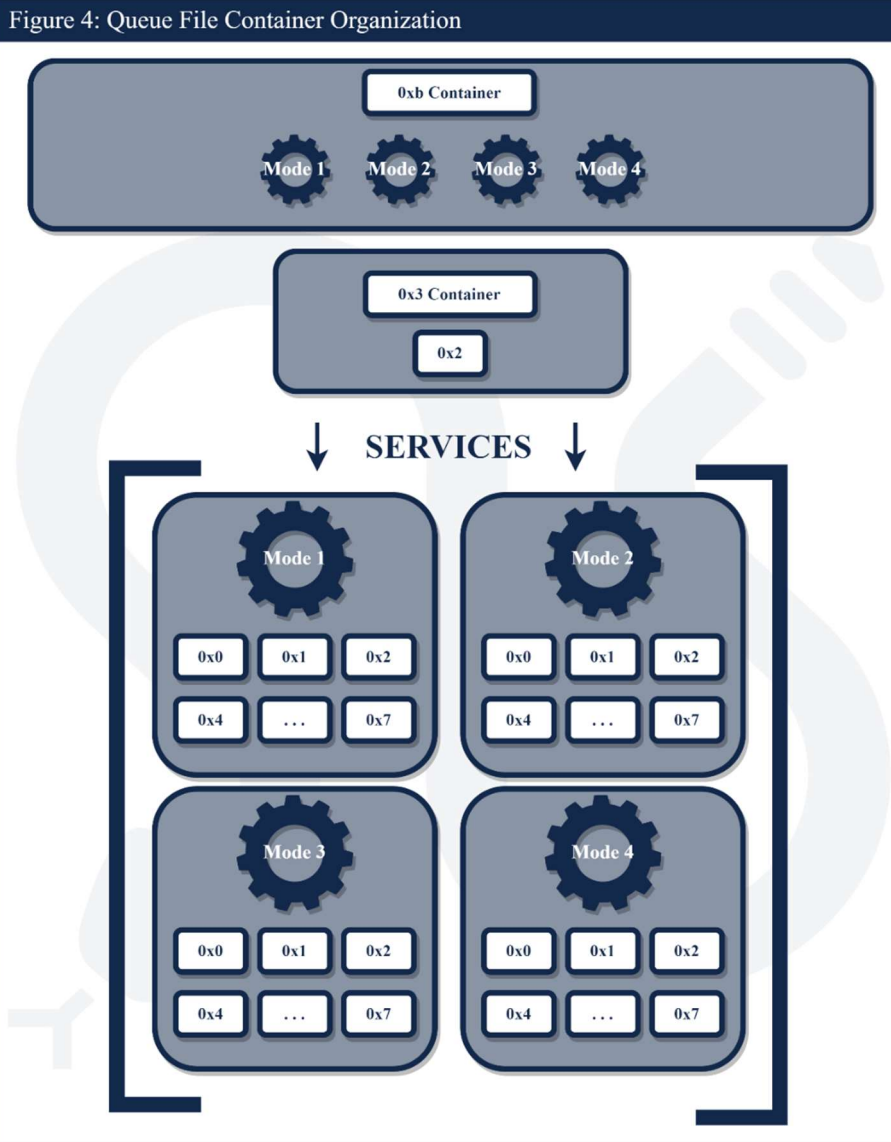 Figure 4: Queue File Container Organization
0xb Container
Mode 1 Mode 2 Mode 3 Mode 4
0x3 Container
0x2
SERVICES
Mode 1
0x0 0x1 0x2
0x4 ... 0x7
Mode 2
0x0 0x1 0x2
0x4 ... 0x7
Mode 3
0x0 0x1 0x2
0x4 ... 0x7
Mode 4
0x0 0x1 0x2
0x4 ... 0x7